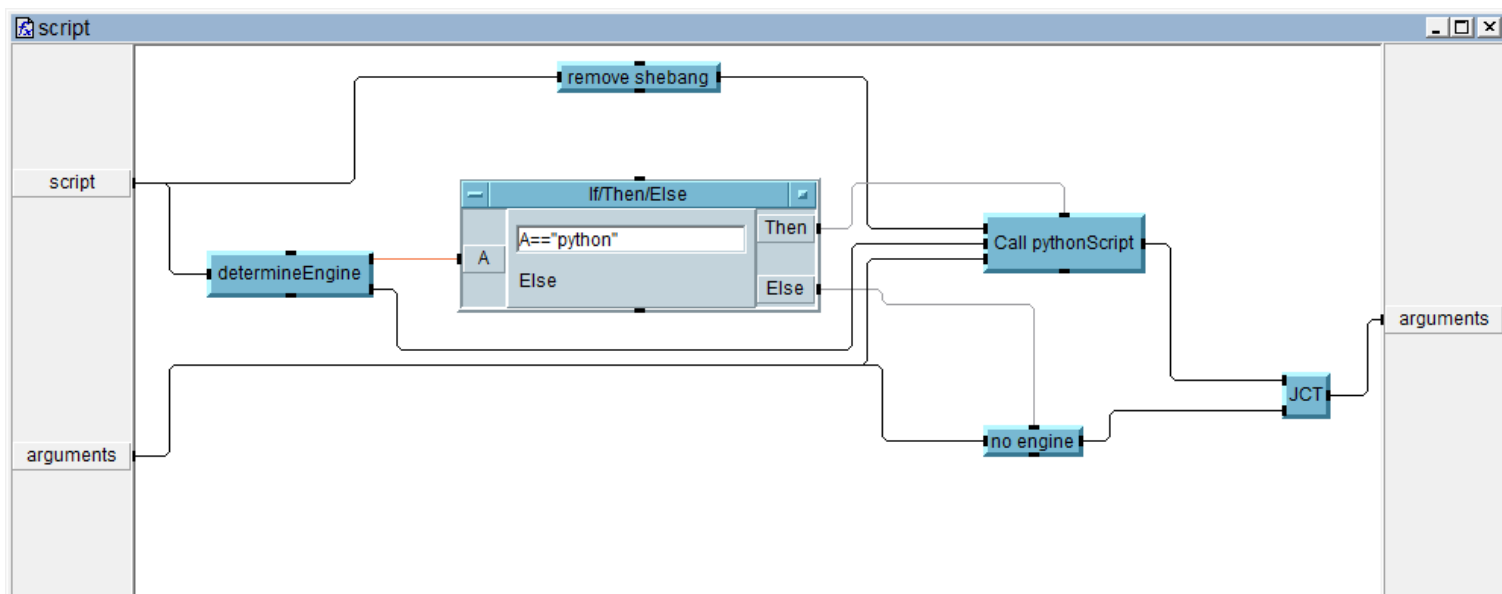 script
remove shebang
script
If/Then/Else
A=="python"
Then
A
Else
Else
determineEngine
Call pythonScript
arguments
JCT
no engine
arguments